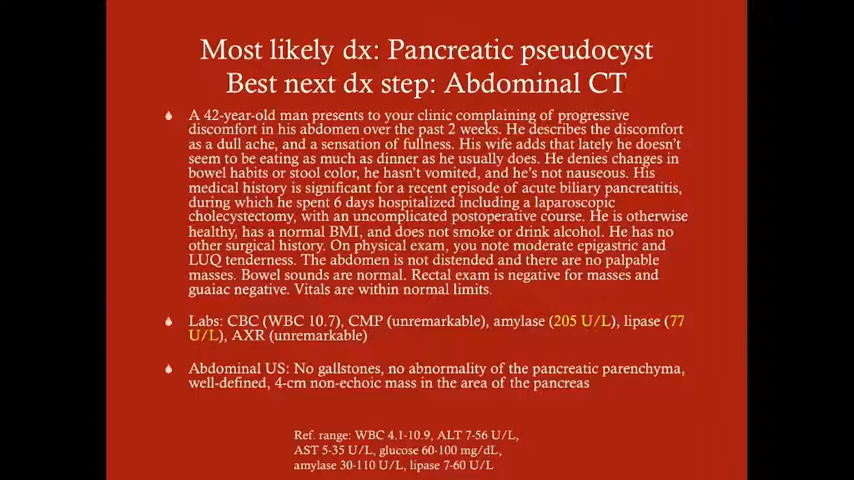 Most likely dx: Pancreatic pseudocyst
Best next dx step: Abdominal CT
A 42-year-old man presents to your clinic complaining of progressive
discomfort in his abdomen over the past 2 weeks. He describes the discomfort
as a dull ache, and a sensation of fullness. His wife adds that lately he doesn't
seem to be eating as much as dinner as he usually does. He denies changes in
bowel habits or stool color, he hasn't vomited, and he's not nauseous. His
medical history is significant for a recent episode of acute biliary pancreatitis,
during which he spent 6 days hospitalized including a laparoscopic
cholecystectomy, with an uncomplicated postoperative course. He is otherwise
healthy, has a normal BMI, and does not smoke or drink alcohol. He has no
other surgical history. On physical exam, you note moderate epigastric and
LUQ tenderness. The abdomen is not distended and there are no palpable
masses. Bowel sounds are normal. Rectal exam is negative for masses and
guaiac negative. Vitals are within normal limits.
Labs: CBC (WBC 10.7), CMP (unremarkable), amylase (205 U/L), lipase (77
U/L), AXR (unremarkable)
Abdominal US: No gallstones, no abnormality of the pancreatic parenchyma,
well-defined, 4-cm non-echoic mass in the area of the pancreas
Ref. range: WBC 4.1-10.9, ALT 7-56 U/L,
AST 5-35 U/L, glucose 60-100 mg/dL,
amylase 30-110 U/L, lipase 7-60 U/L